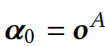 𝜶₀ = 𝒐ᴬ